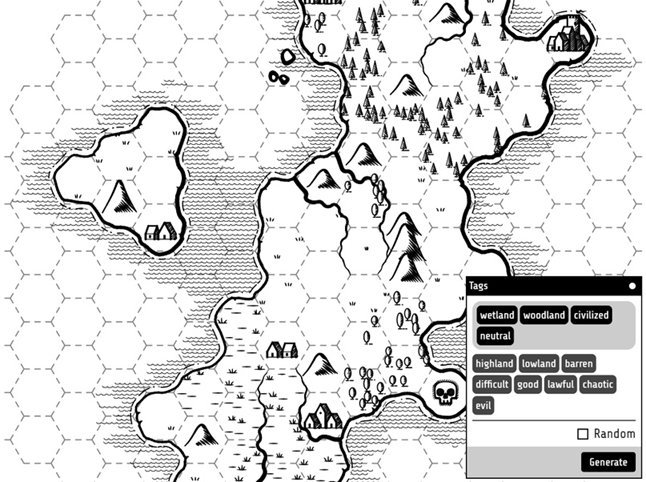 Tags
wetland woodland civilized
neutral
highland lowland barren
difficult good lawful chaotic
evil
Random
Generate